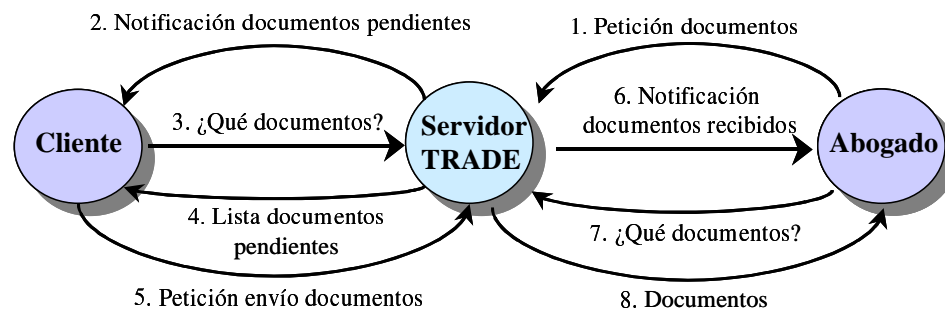 2. Notificación documentos pendientes
1. Petición documentos
6. Notificación
documentos recibidos
3. ¿Qué documentos?
Cliente
Servidor
TRADE
Abogado
4. Lista documentos
pendientes
7. ¿Qué documentos?
5. Petición envío documentos
8. Documentos